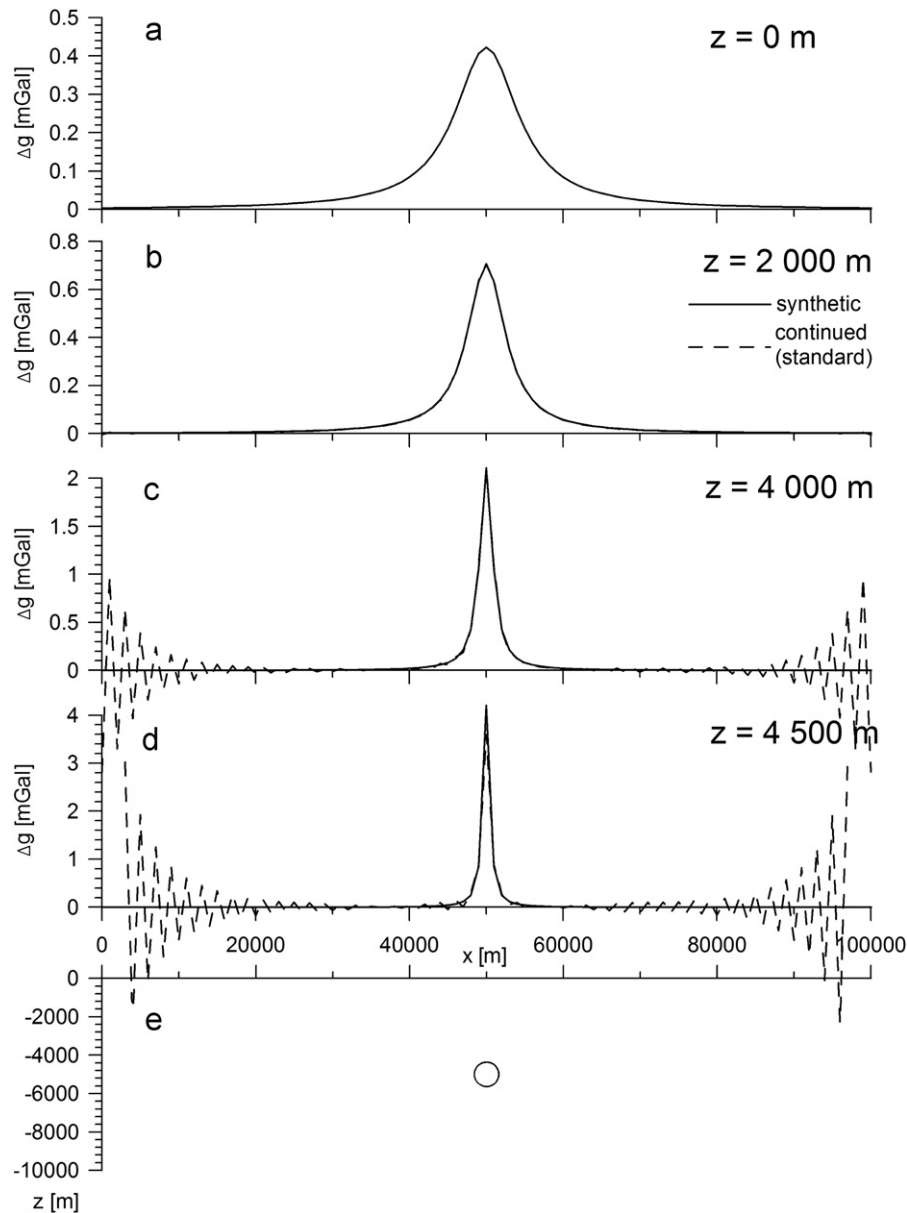 a
z = 0 m
Δg [mGal]
0.5
0.4
0.3
0.2
0.1
0
b
z = 2 000 m
synthetic
continued
(standard)
Δg [mGal]
0.8
0.6
0.4
0.2
0
c
z = 4 000 m
Δg [mGal]
2
1.5
1
0.5
0
d
z = 4 500 m
Δg [mGal]
4
3
2
1
0
0 20000 40000 60000 80000 100000
x [m]
e
0
-2000
-4000
-6000
-8000
-10000
z [m]